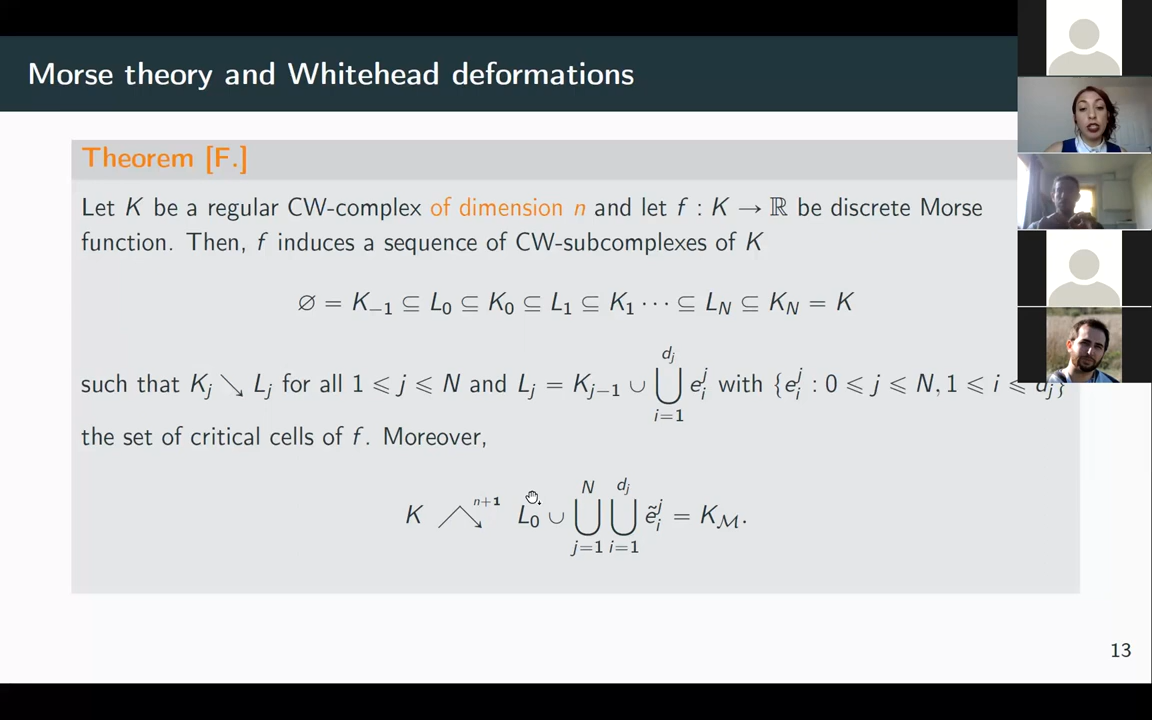 Morse theory and Whitehead deformations
Theorem [F.]
Let K be a regular CW-complex of dimension n and let f : K → ℝ be discrete Morse
function. Then, f induces a sequence of CW-subcomplexes of K
∅ = K₋₁ ⊆ L₀ ⊆ K₀ ⊆ L₁ ⊆ K₁ ⋯ ⊆ L_N ⊆ K_N = K
such that K_j ↘ L_j for all 1 ⩽ j ⩽ N and L_j = K_{j−1} ∪ ⋃_{i=1}^{d_j} e_i^j with {e_i^j : 0 ⩽ j ⩽ N, 1 ⩽ i ⩽ d_j}
the set of critical cells of f. Moreover,
K ↗↘^{n+1} L₀ ∪ ⋃_{j=1}^{N} ⋃_{i=1}^{d_j} ẽ_i^j = K_ℳ.
13